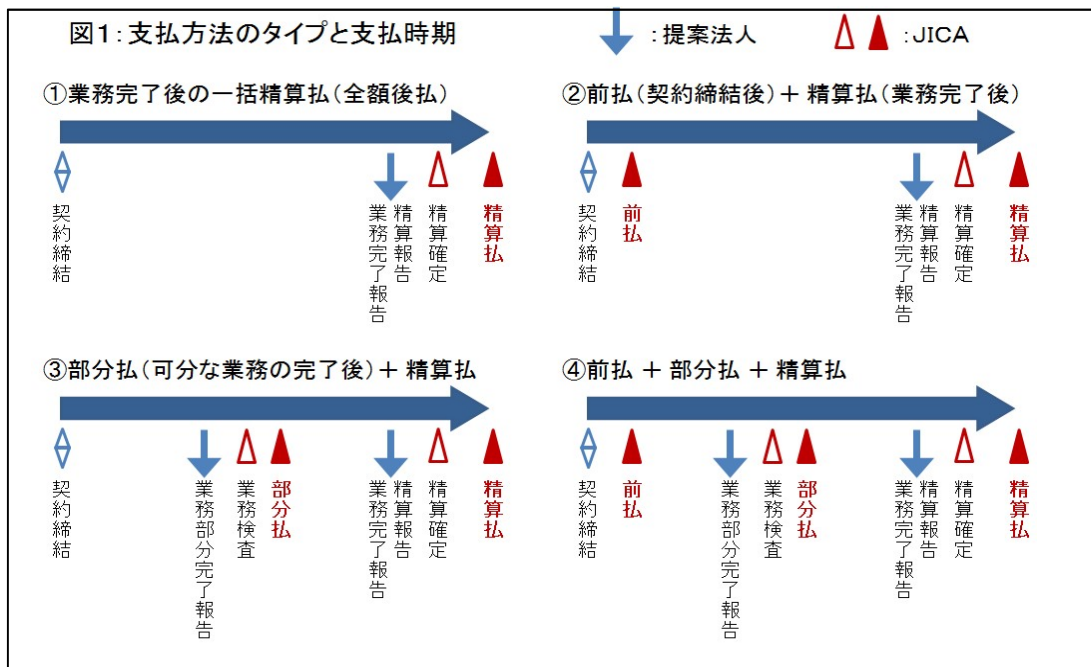 図1:支払方法のタイプと支払時期
:提案法人
:JICA
①業務完了後の一括精算払(全額後払)
契約締結
業務完了報告
精算報告
精算確定
精算払
②前払(契約締結後)+ 精算払(業務完了後)
契約締結
前払
業務完了報告
精算報告
精算確定
精算払
③部分払(可分な業務の完了後)+ 精算払
契約締結
業務部分完了報告
業務検査
部分払
業務完了報告
精算報告
精算確定
精算払
④前払 + 部分払 + 精算払
契約締結
前払
業務部分完了報告
業務検査
部分払
業務完了報告
精算報告
精算確定
精算払